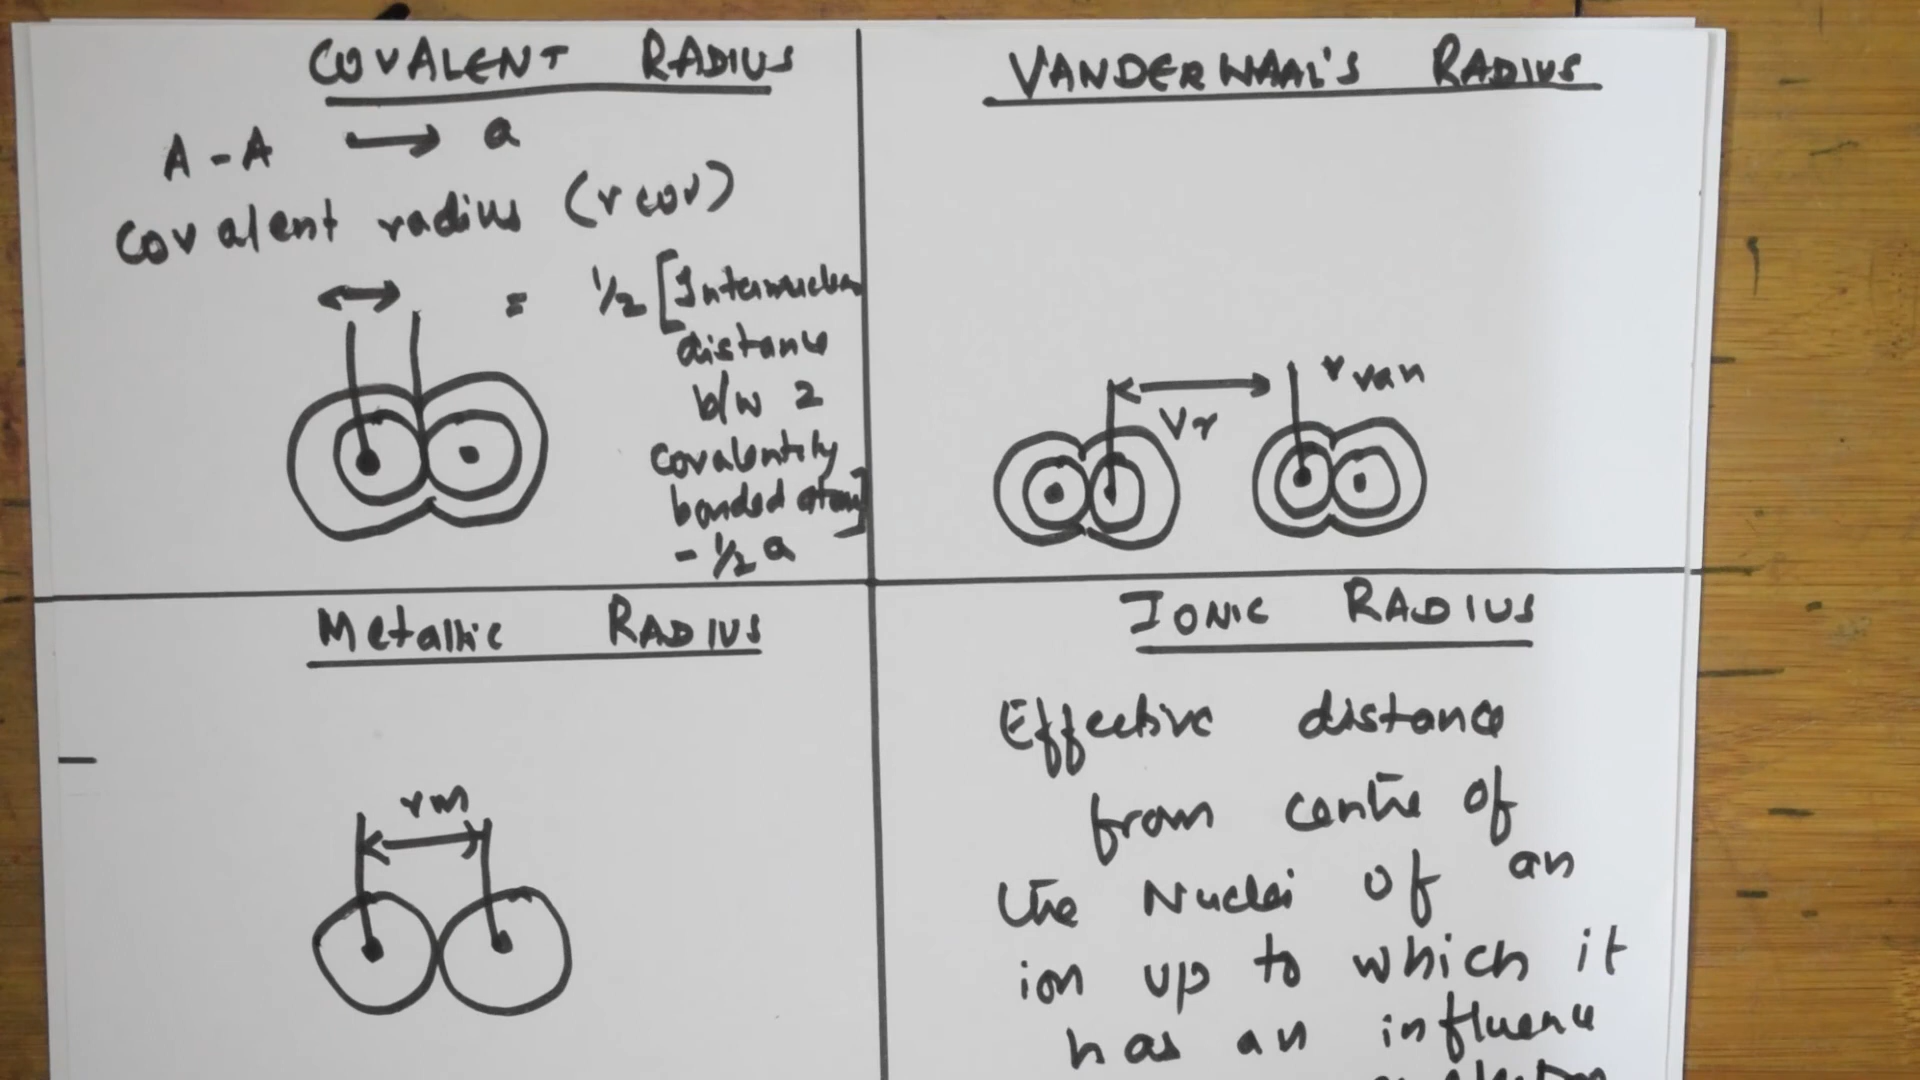 COVALENT RADIUS
A-A ⟶ a
Covalent radius (rcov)
= 1/2 [Internuclear
distance
b/w 2
covalently
bonded atom]
- 1/2 a
VANDERWAAL'S RADIUS
r van
Vr
Metallic RADIUS
rm
IONIC RADIUS
Effective distance
from centre of
the Nuclei of an
ion up to which it
has an influence